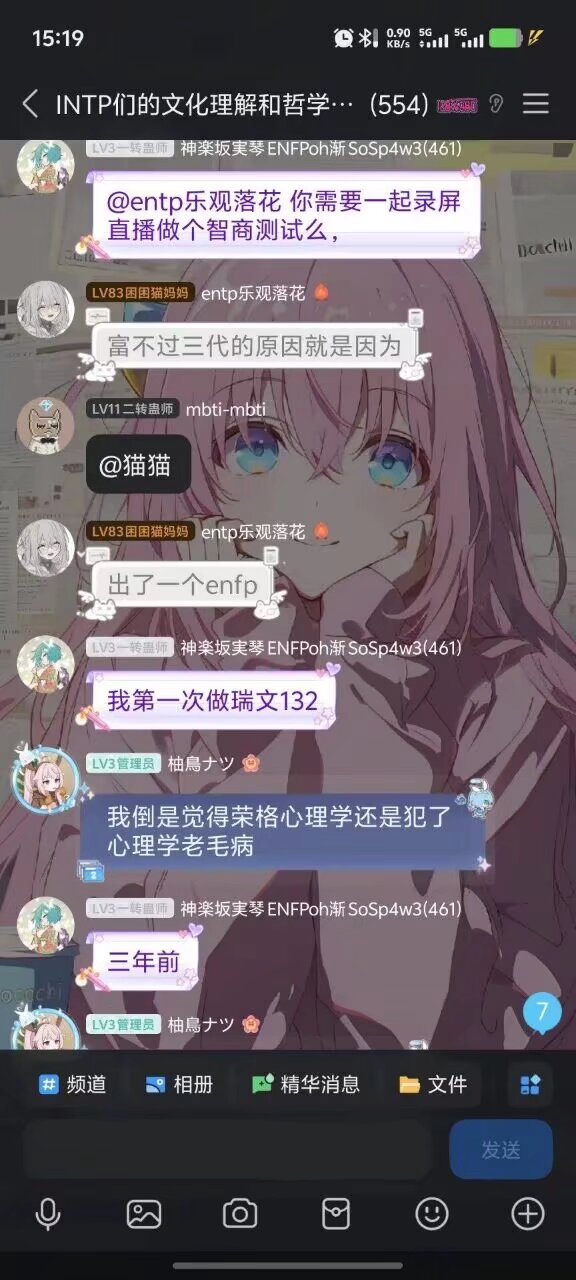 15:19
0.90 KB/s 5G 5G
INTP们的文化理解和哲学… (554)
LV3一转蛊师 神楽坂実琴ENFPoh渐SoSp4w3(461)
@entp乐观落花 你需要一起录屏
直播做个智商测试么，
LV83困困猫妈妈 entp乐观落花
富不过三代的原因就是因为
LV11二转蛊师 mbti-mbti
@猫猫
LV83困困猫妈妈 entp乐观落花
出了一个enfp
LV3一转蛊师 神楽坂実琴ENFPoh渐SoSp4w3(461)
我第一次做瑞文132
LV3管理员 柚鳥ナツ
我倒是觉得荣格心理学还是犯了
心理学老毛病
LV3一转蛊师 神楽坂実琴ENFPoh渐SoSp4w3(461)
三年前
7
LV3管理员 柚鳥ナツ
频道 相册 精华消息 文件
发送